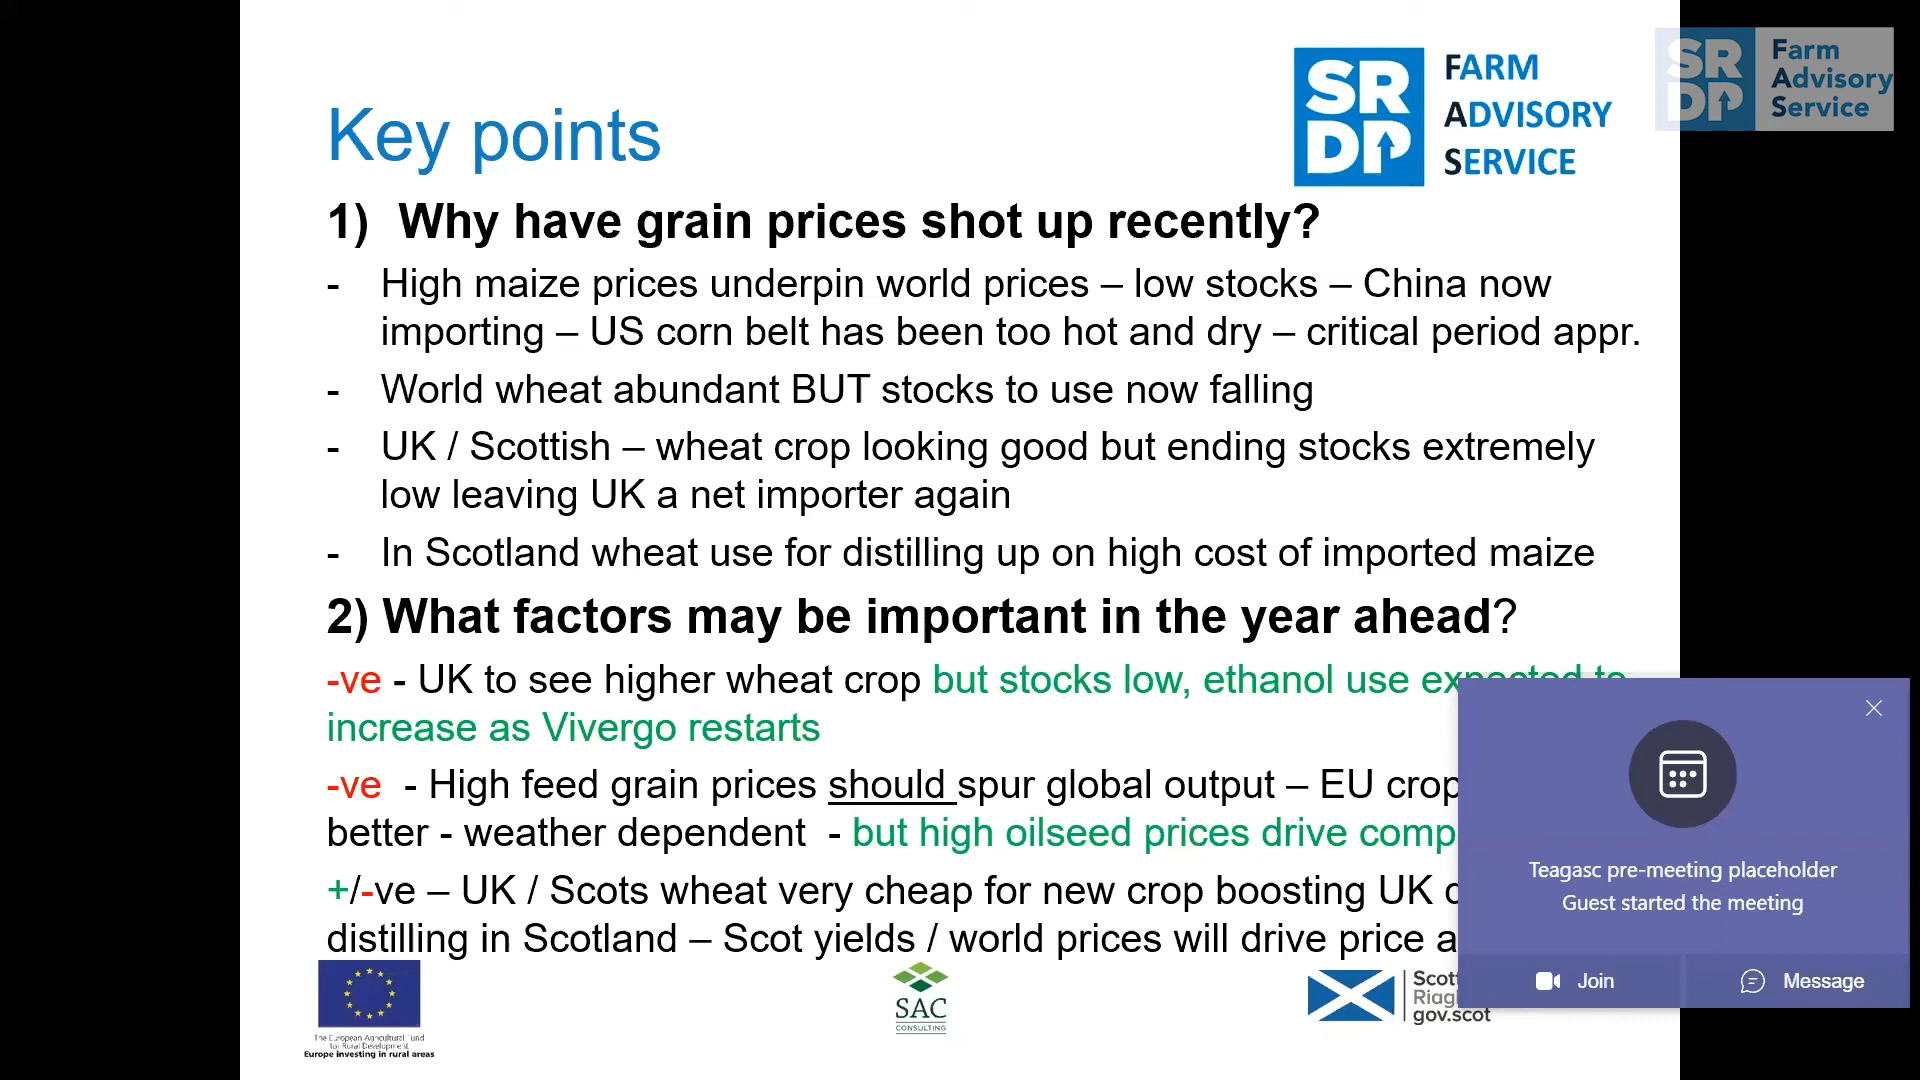 Key points
SR
DP
FARM
ADVISORY
SERVICE
SR
DP
Farm
Advisory
Service
1) Why have grain prices shot up recently?
- High maize prices underpin world prices – low stocks – China now
importing – US corn belt has been too hot and dry – critical period appr.
- World wheat abundant BUT stocks to use now falling
- UK / Scottish – wheat crop looking good but ending stocks extremely
low leaving UK a net importer again
- In Scotland wheat use for distilling up on high cost of imported maize
2) What factors may be important in the year ahead?
-ve - UK to see higher wheat crop but stocks low, ethanol use expected to
increase as Vivergo restarts
-ve - High feed grain prices should spur global output – EU crop
better - weather dependent - but high oilseed prices drive comp
+/-ve – UK / Scots wheat very cheap for new crop boosting UK
distilling in Scotland – Scot yields / world prices will drive price a
Teagasc pre-meeting placeholder
Guest started the meeting
Join
Message
The European Agricultural Fund
for Rural Development
Europe investing in rural areas
SAC
CONSULTING
Scott
Riagh
gov.scot